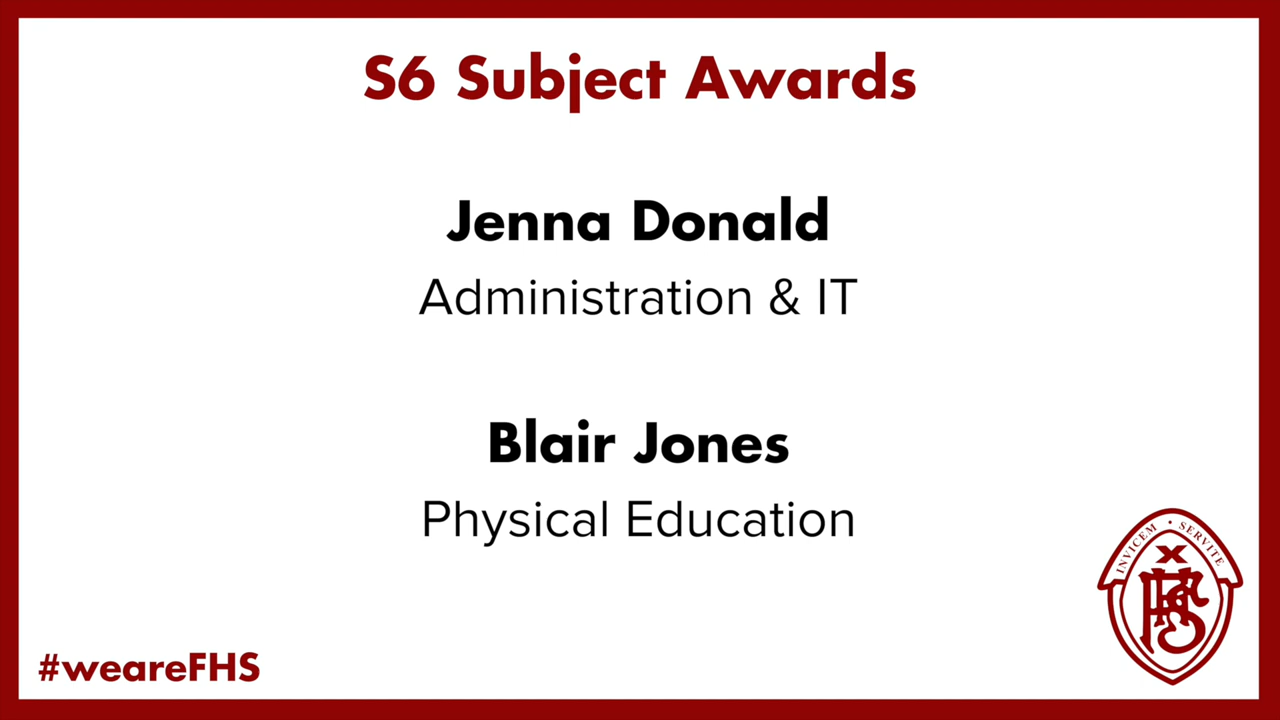 S6 Subject Awards
Jenna Donald
Administration & IT
Blair Jones
Physical Education
INVICEM • SERVITE
#weareFHS